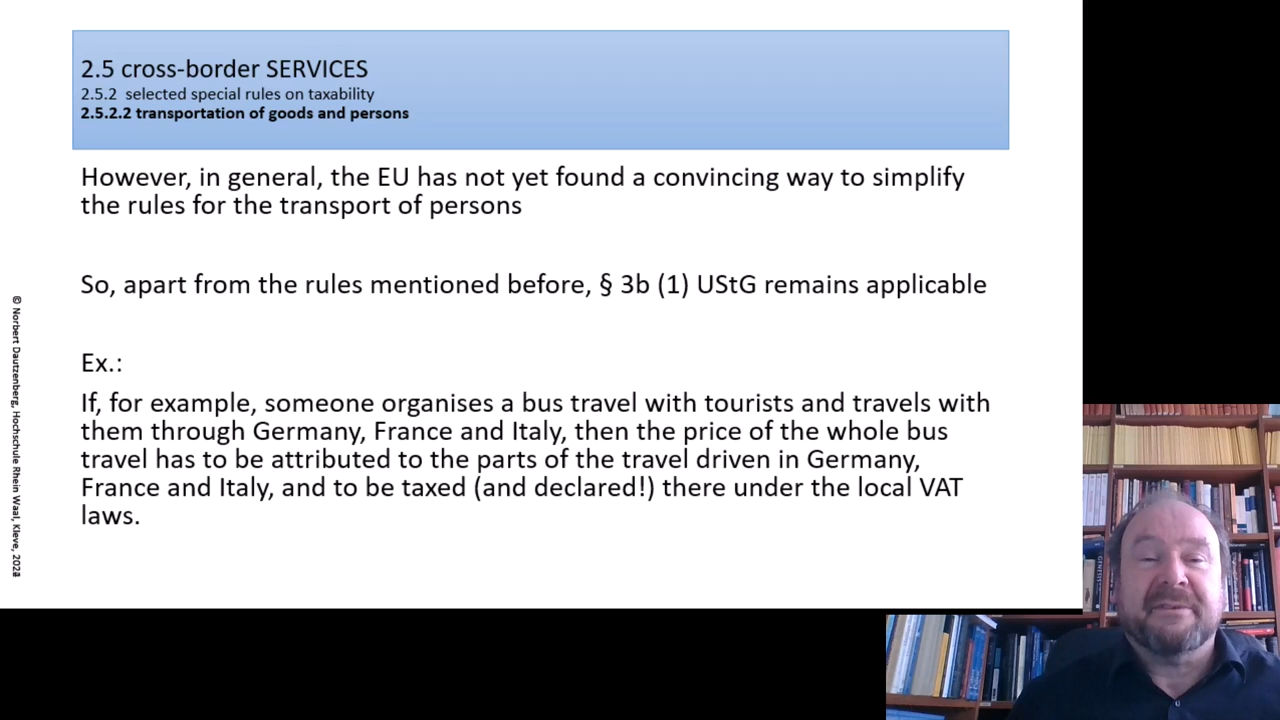 2.5 cross-border SERVICES
2.5.2 selected special rules on taxability
2.5.2.2 transportation of goods and persons
However, in general, the EU has not yet found a convincing way to simplify
the rules for the transport of persons
So, apart from the rules mentioned before, § 3b (1) UStG remains applicable
Ex.:
If, for example, someone organises a bus travel with tourists and travels with
them through Germany, France and Italy, then the price of the whole bus
travel has to be attributed to the parts of the travel driven in Germany,
France and Italy, and to be taxed (and declared!) there under the local VAT
laws.
© Norbert Dautzenberg, Hochschule Rhein Waal, Kleve,